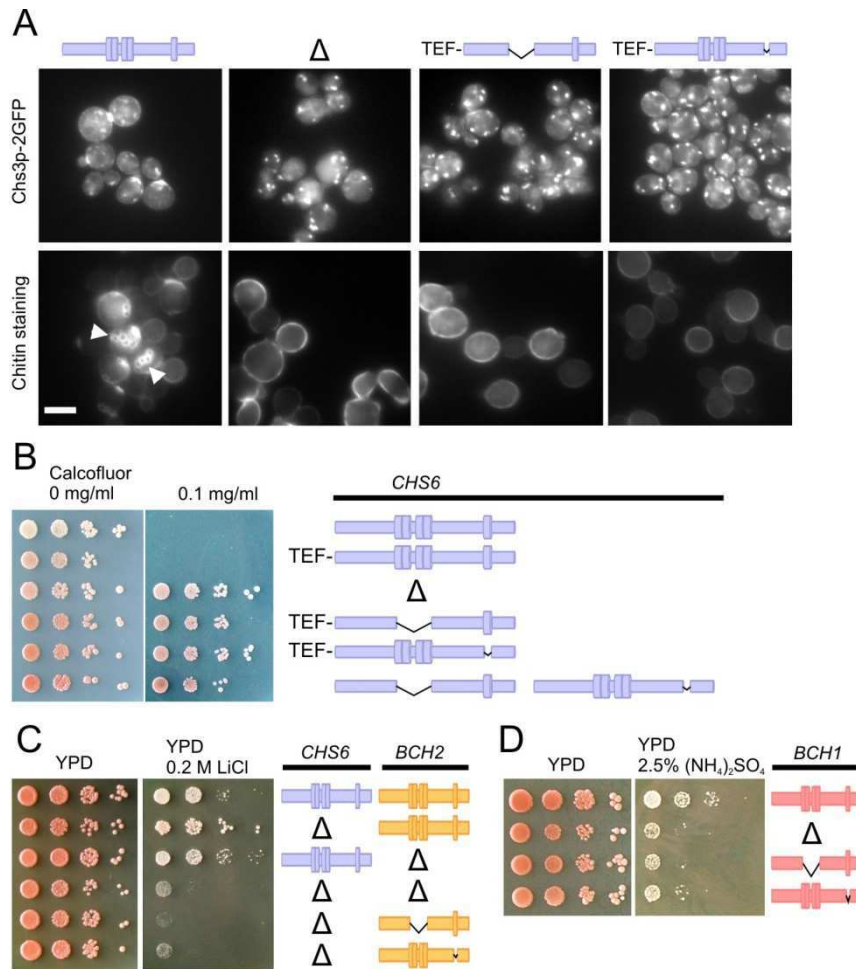 A
Δ
TEF-
TEF-
Chs3p-2GFP
Chitin staining
B
Calcofluor
0 mg/ml
0.1 mg/ml
CHS6
TEF-
Δ
TEF-
TEF-
C
YPD
YPD
0.2 M LiCl
CHS6
BCH2
Δ
Δ
Δ
Δ
Δ
Δ
D
YPD
YPD
2.5% (NH₄)₂SO₄
BCH1
Δ